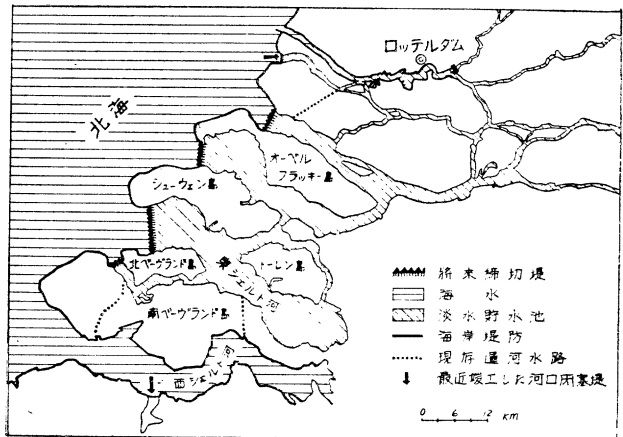 ロッテルダム
北海
オーベル
フラッキー島
シューウェン島
北ベーヴランド島
東シェルト河
トーレン島
南ベーヴランド島
西シェルト河
将来締切堤
海水
淡水貯水池
海岸堤防
現存運河水路
最近竣工した河口閉塞堤
0 6 12 KM